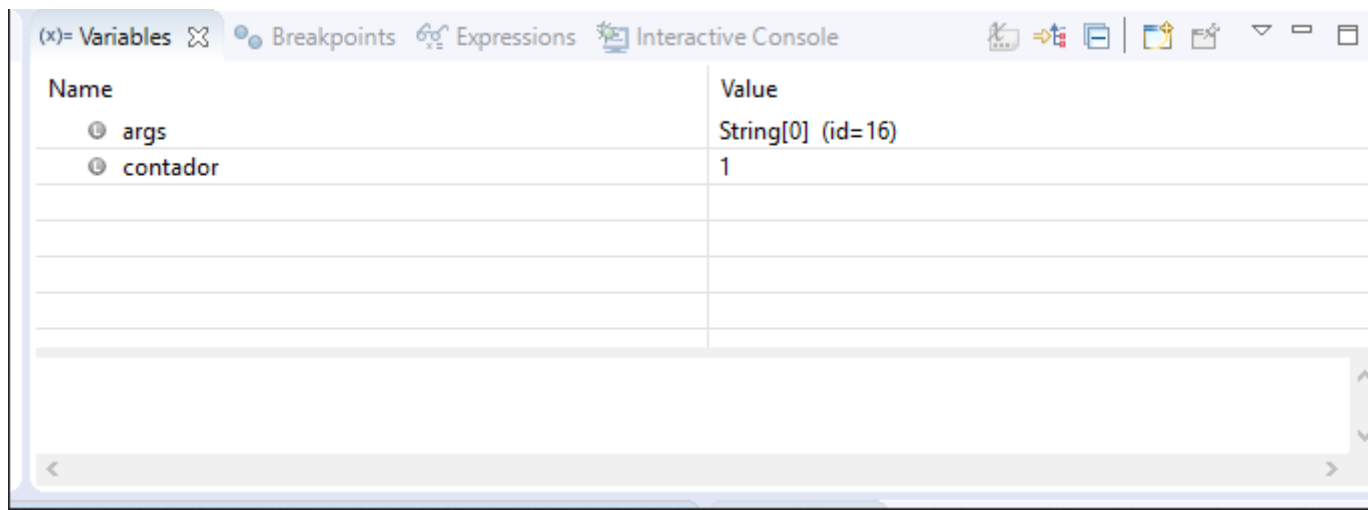 (x)= Variables Breakpoints Expressions Interactive Console
Name Value
args String[0] (id=16)
contador 1